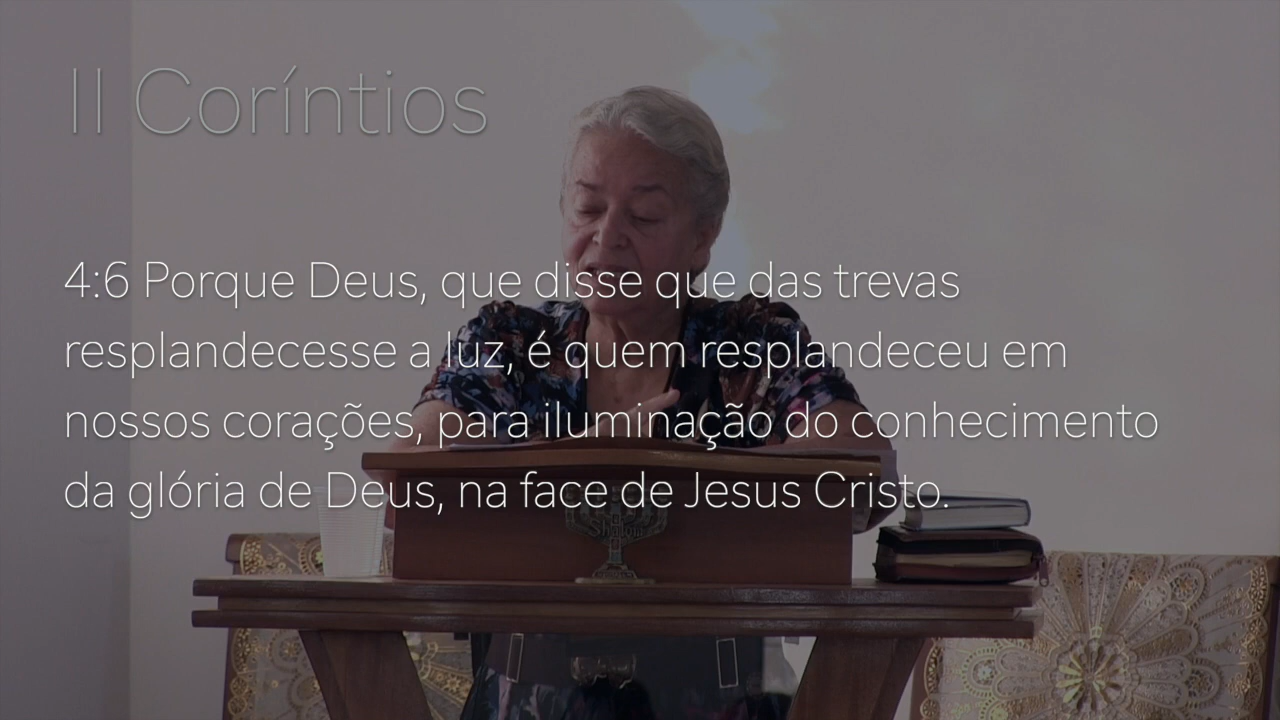 II Coríntios
4:6 Porque Deus, que disse que das trevas
resplandecesse a luz, é quem resplandeceu em
nossos corações, para iluminação do conhecimento
da glória de Deus, na face de Jesus Cristo.
Shalom